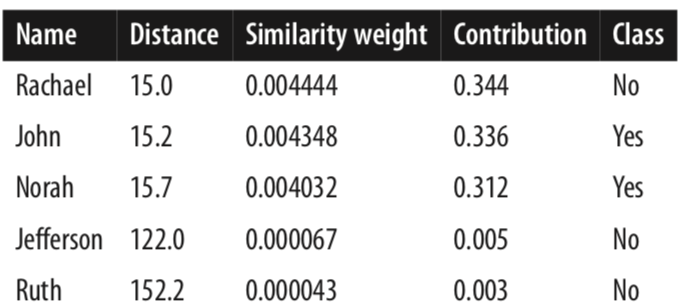 Name Distance Similarity weight Contribution Class
Rachael 15.0 0.004444 0.344 No
John 15.2 0.004348 0.336 Yes
Norah 15.7 0.004032 0.312 Yes
Jefferson 122.0 0.000067 0.005 No
Ruth 152.2 0.000043 0.003 No